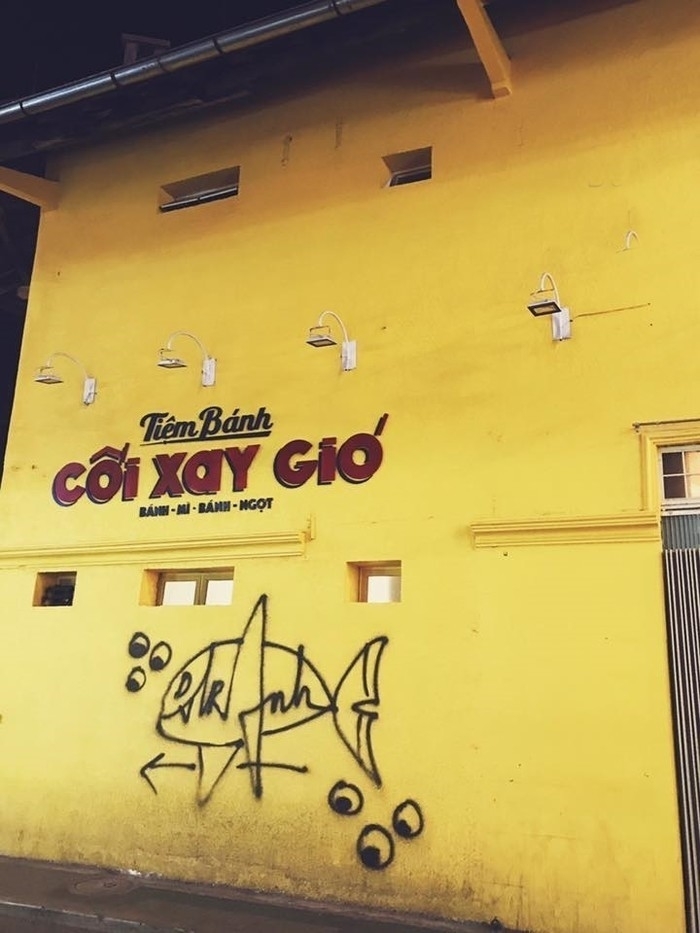 Tiệm Bánh
CỐI XAY GIÓ
BÁNH - MÌ - BÁNH - NGỌT